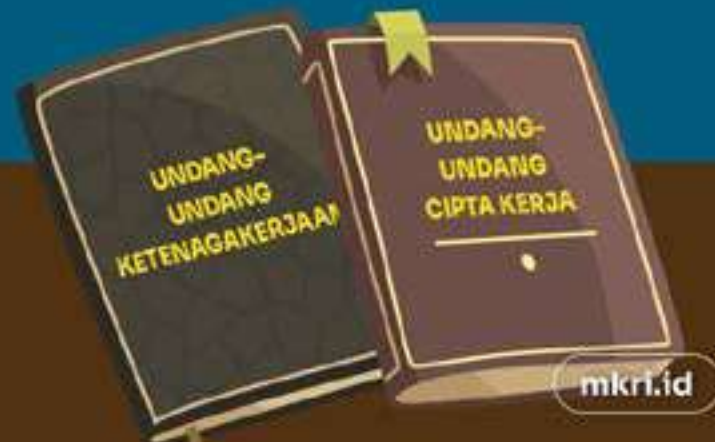 UNDANG-
UNDANG
KETENAGAKERJAAN
UNDANG-
UNDANG
CIPTA KERJA
mkri.id